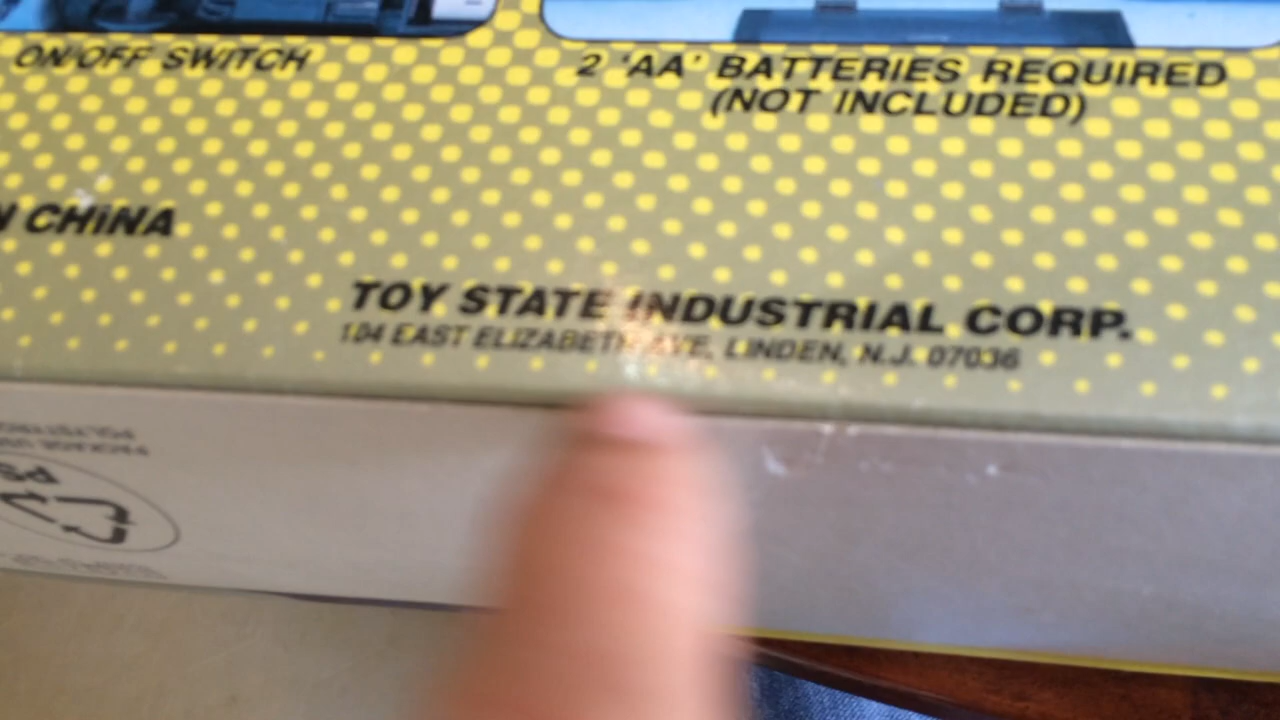 ON/OFF SWITCH
2 'AA' BATTERIES REQUIRED
(NOT INCLUDED)
N CHINA
TOY STATE INDUSTRIAL CORP.
104 EAST ELIZABETH AVE, LINDEN, N.J. 07036
PS